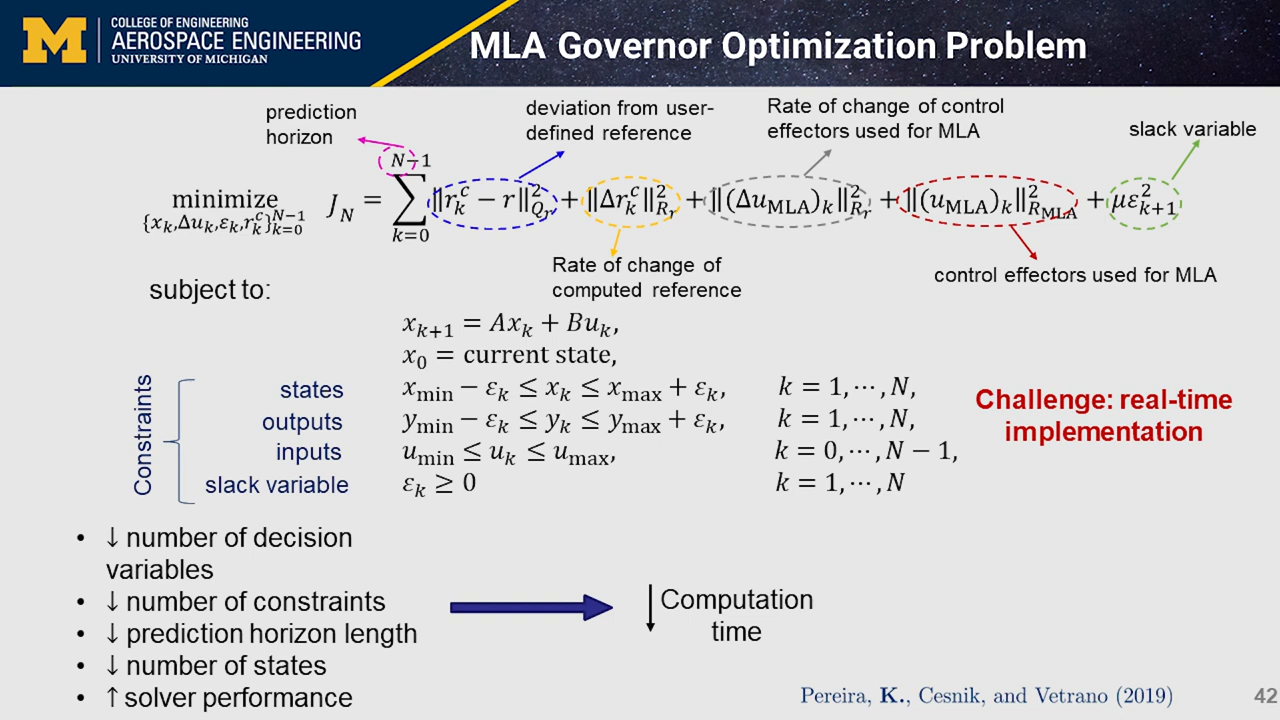 COLLEGE OF ENGINEERING
AEROSPACE ENGINEERING
UNIVERSITY OF MICHIGAN
MLA Governor Optimization Problem
prediction
horizon
deviation from user-
defined reference
Rate of change of control
effectors used for MLA
slack variable
minimize J_N = ∑_{k=0}^{N−1} ‖r_k^c − r‖²_{Q_r} + ‖Δr_k^c‖²_{R_r} + ‖(Δu_MLA)_k‖²_{R_r} + ‖(u_MLA)_k‖²_{R_MLA} + με²_{k+1}
{x_k,Δu_k,ε_k,r_k^c}_{k=0}^{N−1}
Rate of change of
computed reference
control effectors used for MLA
subject to:
x_{k+1} = Ax_k + Bu_k,
x_0 = current state,
Constraints
states x_min − ε_k ≤ x_k ≤ x_max + ε_k, k = 1, ⋯, N,
outputs y_min − ε_k ≤ y_k ≤ y_max + ε_k, k = 1, ⋯, N,
inputs u_min ≤ u_k ≤ u_max, k = 0, ⋯, N − 1,
slack variable ε_k ≥ 0 k = 1, ⋯, N
Challenge: real-time
implementation
• ↓ number of decision
variables
• ↓ number of constraints
• ↓ prediction horizon length
• ↓ number of states
• ↑ solver performance
Computation
time
Pereira, K., Cesnik, and Vetrano (2019)
42